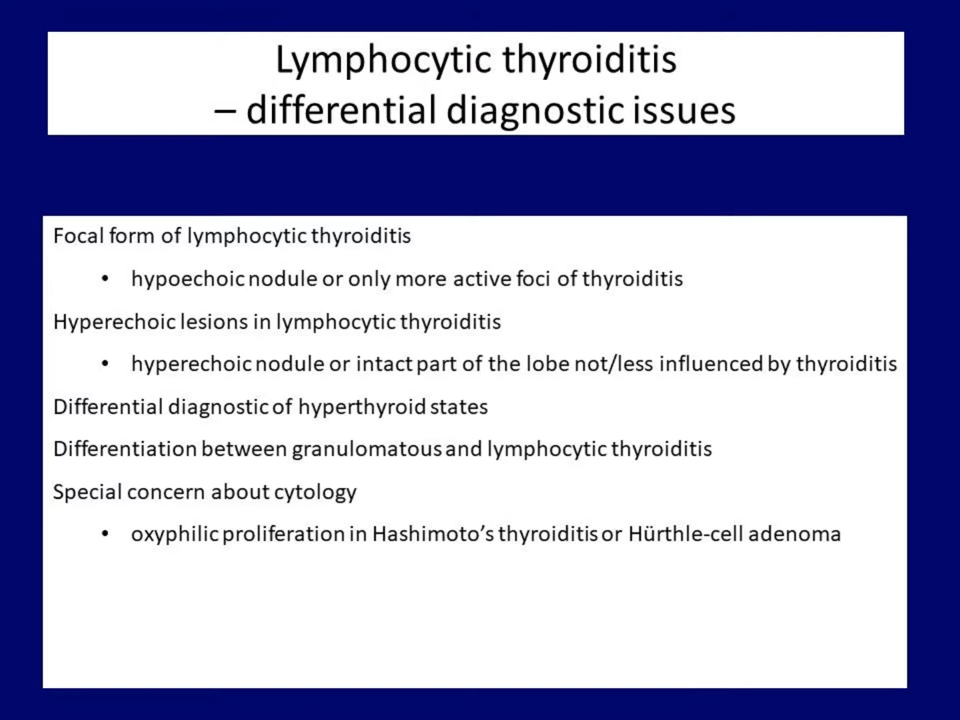 Lymphocytic thyroiditis
– differential diagnostic issues
Focal form of lymphocytic thyroiditis
• hypoechoic nodule or only more active foci of thyroiditis
Hyperechoic lesions in lymphocytic thyroiditis
• hyperechoic nodule or intact part of the lobe not/less influenced by thyroiditis
Differential diagnostic of hyperthyroid states
Differentiation between granulomatous and lymphocytic thyroiditis
Special concern about cytology
• oxyphilic proliferation in Hashimoto’s thyroiditis or Hürthle-cell adenoma